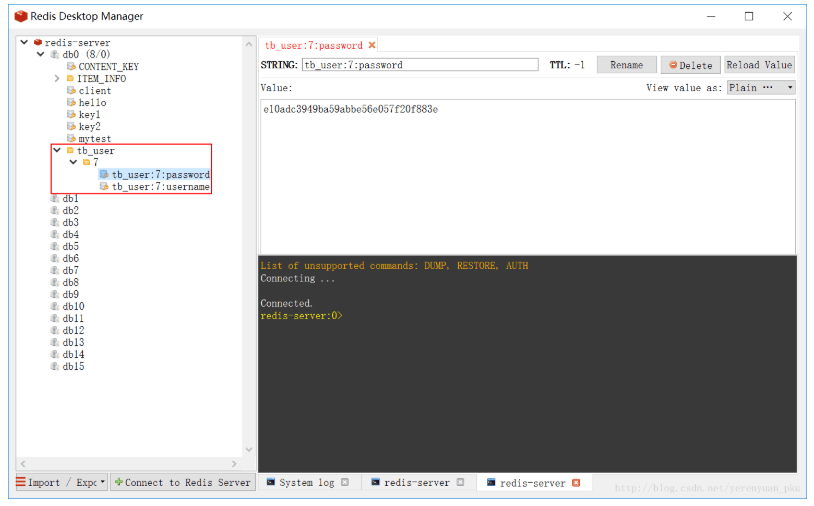 Redis Desktop Manager
redis-server
db0 (8/0)
CONTENT_KEY
ITEM_INFO
client
hello
key1
key2
mytest
tb_user
7
tb_user:7:password
tb_user:7:username
db1
db2
db3
db4
db5
db6
db7
db8
db9
db10
db11
db12
db13
db14
db15
Import / Expc
Connect to Redis Server
tb_user:7:password
STRING: tb_user:7:password TTL: -1 Rename Delete Reload Value
Value: View value as: Plain ···
e10adc3949ba59abbe56e057f20f883e
List of unsupported commands: DUMP, RESTORE, AUTH
Connecting ...
Connected.
redis-server:0>
System log redis-server redis-server
http://blog.csdn.net/yerenyuan_pku